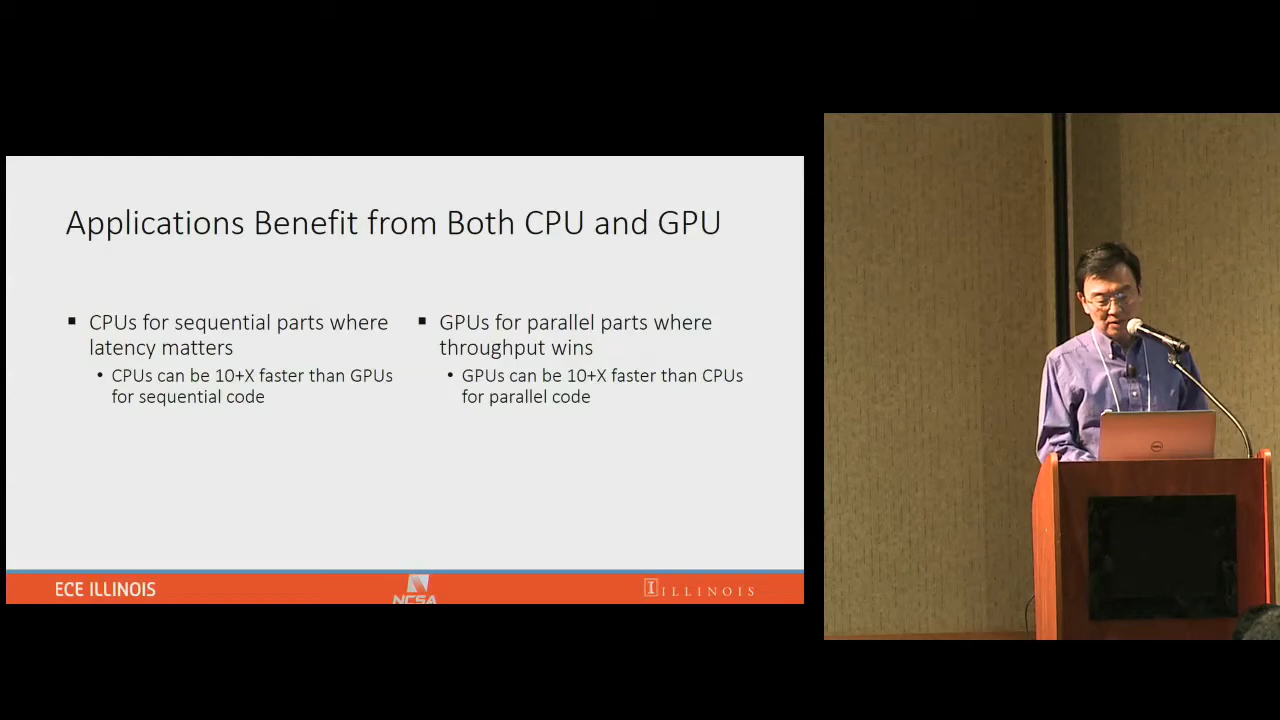 Applications Benefit from Both CPU and GPU
▪ CPUs for sequential parts where
latency matters
• CPUs can be 10+X faster than GPUs
for sequential code
▪ GPUs for parallel parts where
throughput wins
• GPUs can be 10+X faster than CPUs
for parallel code
ECE ILLINOIS
NCSA
I ILLINOIS
DELL